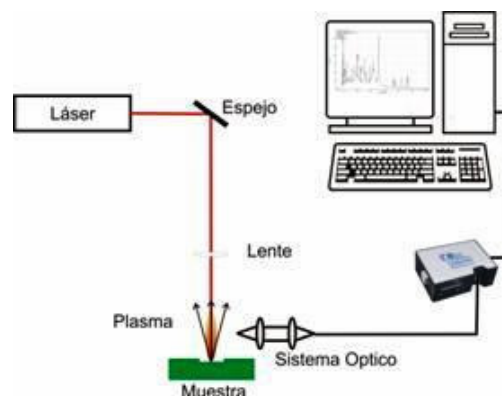 Láser
Espejo
Lente
Plasma
Sistema Optico
Muestra